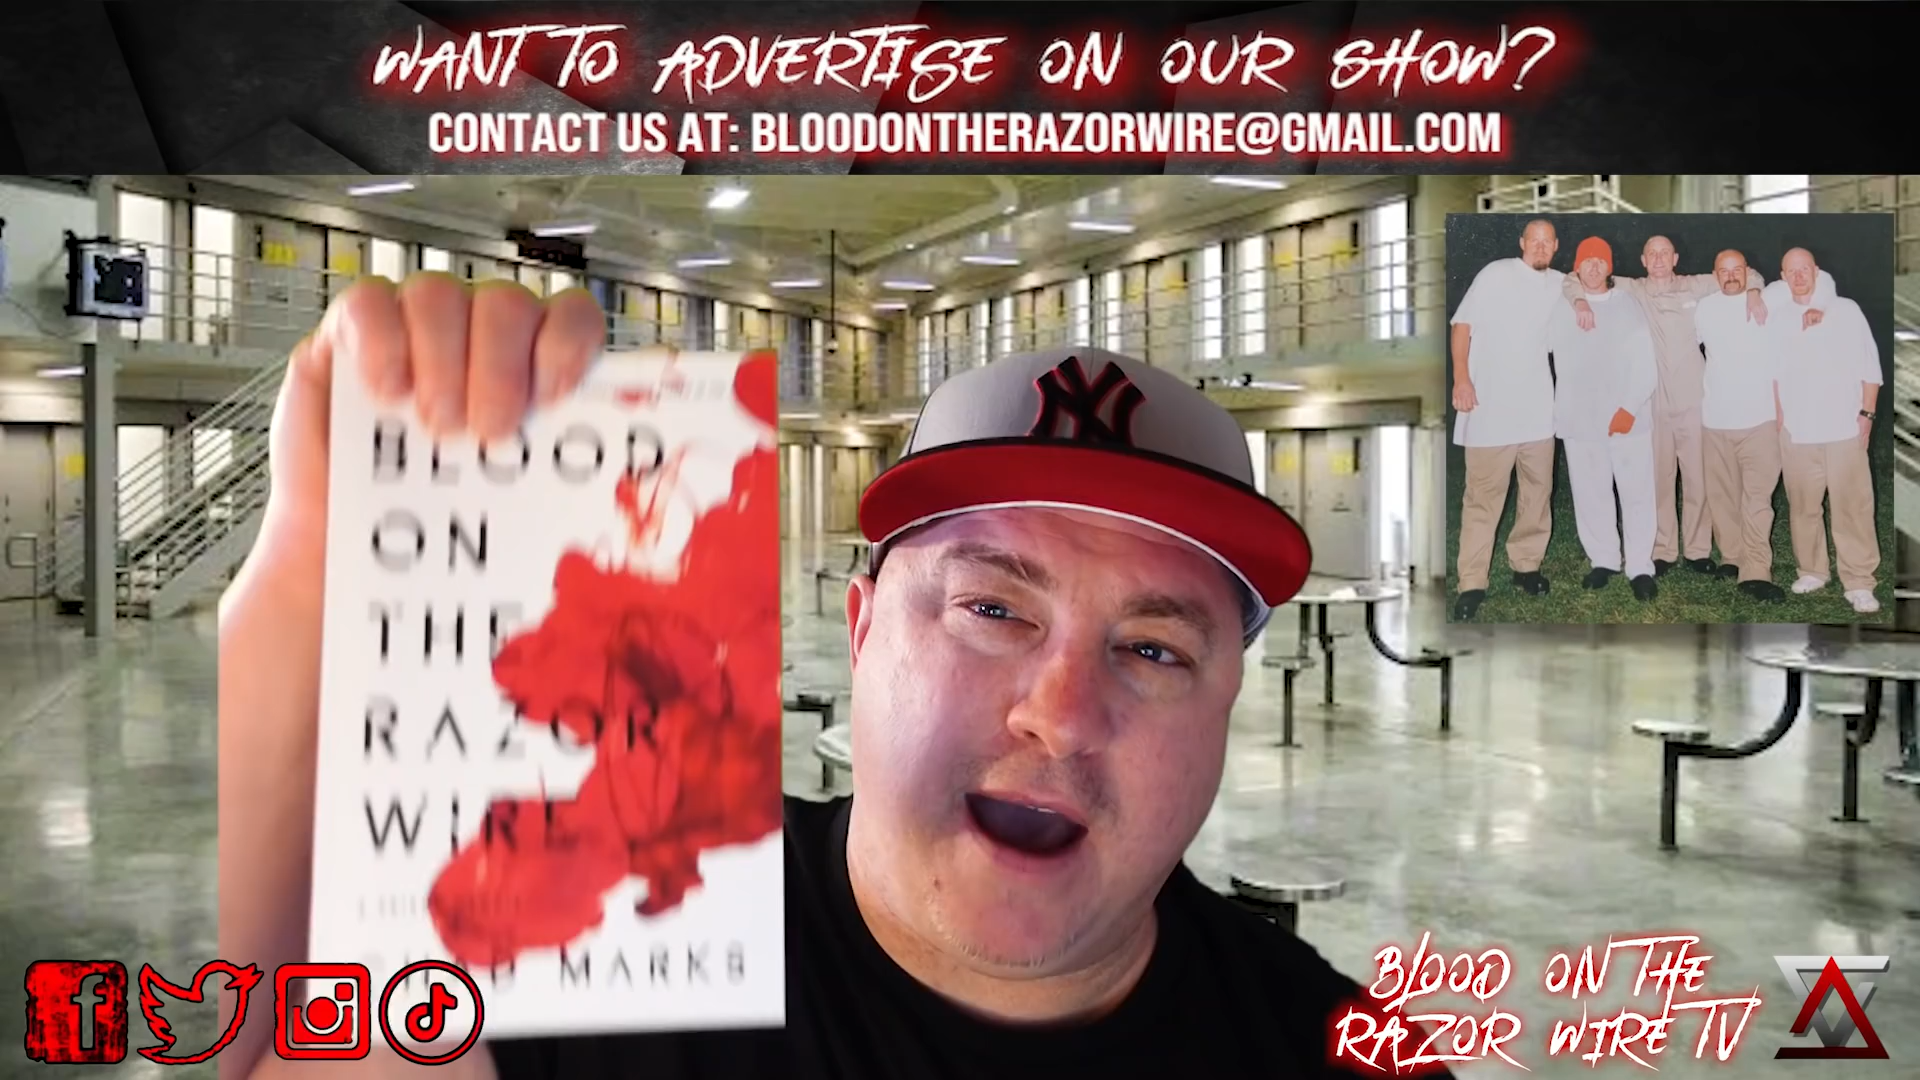 WANT TO ADVERTISE ON OUR SHOW?
CONTACT US AT: BLOODONTHERAZORWIRE@GMAIL.COM
NY
BLOOD
ON
THE
RAZOR
WIRE
MARKS
BLOOD ON THE
RAZOR WIRE TV